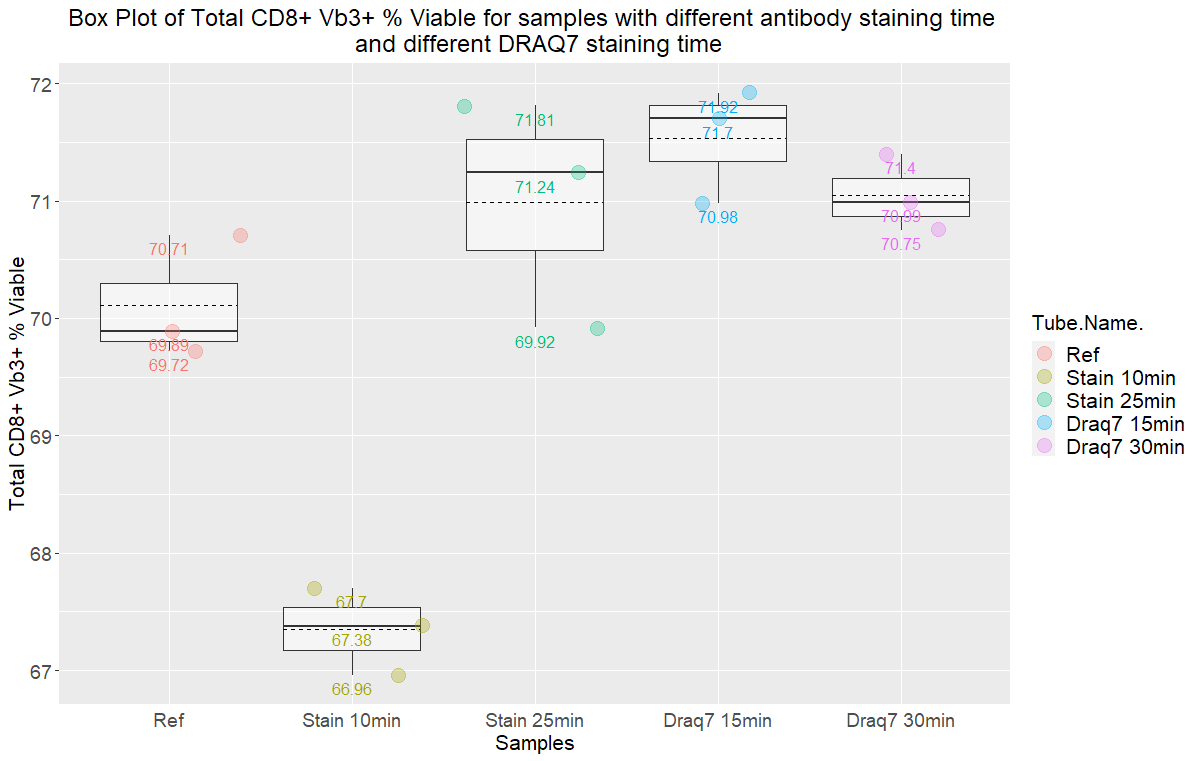 Box Plot of Total CD8+ Vb3+ % Viable for samples with different antibody staining time
and different DRAQ7 staining time
Total CD8+ Vb3+ % Viable
72
71
70
69
68
67
70.71
69.89
69.72
67.7
67.38
66.96
71.81
71.24
69.92
71.92
71.7
70.98
71.4
70.99
70.75
Ref
Stain 10min
Stain 25min
Draq7 15min
Draq7 30min
Samples
Tube.Name.
Ref
Stain 10min
Stain 25min
Draq7 15min
Draq7 30min